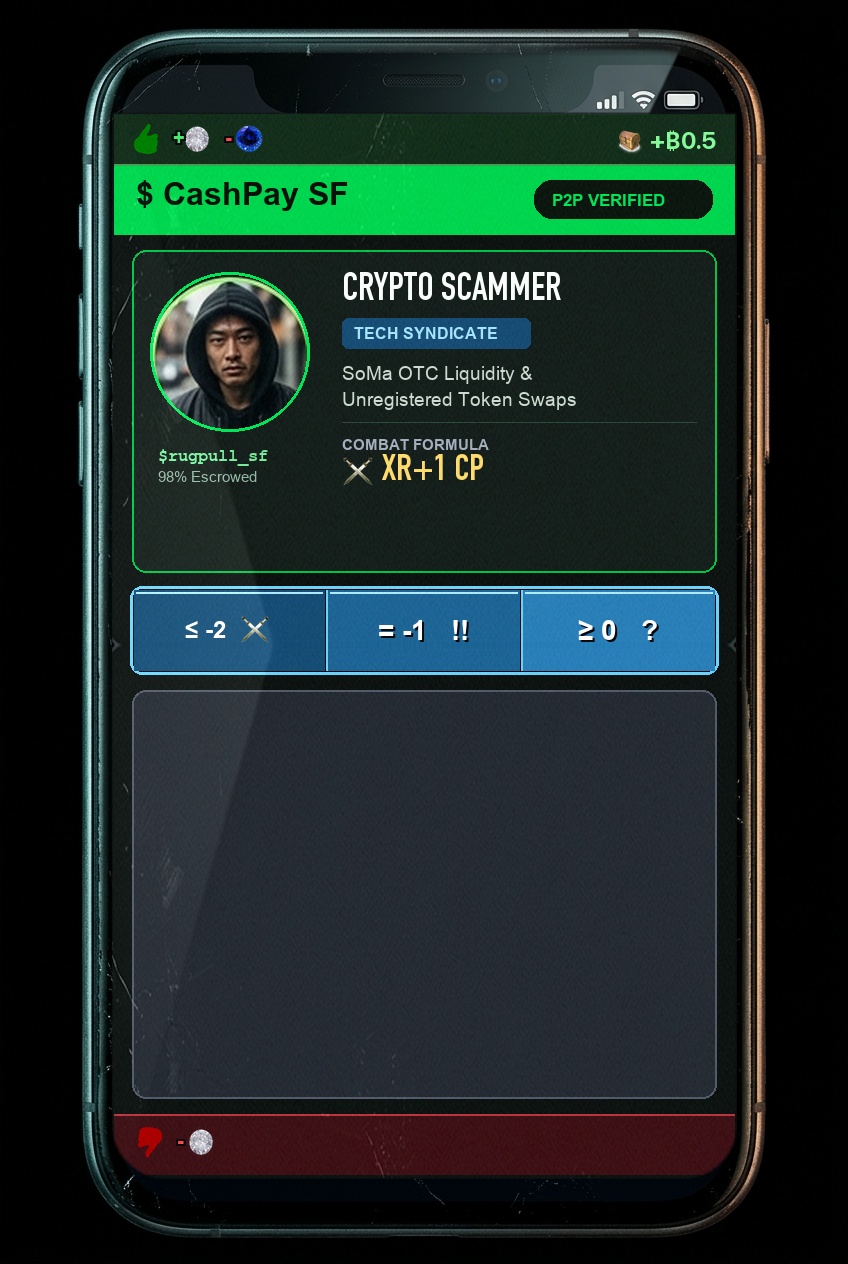 + -
+₿0.5
$ CashPay SF
P2P VERIFIED
CRYPTO SCAMMER
TECH SYNDICATE
SoMa OTC Liquidity &
Unregistered Token Swaps
$rugpull_sf
98% Escrowed
COMBAT FORMULA
XR+1 CP
≤ -2
= -1 !!
≥ 0 ?
-